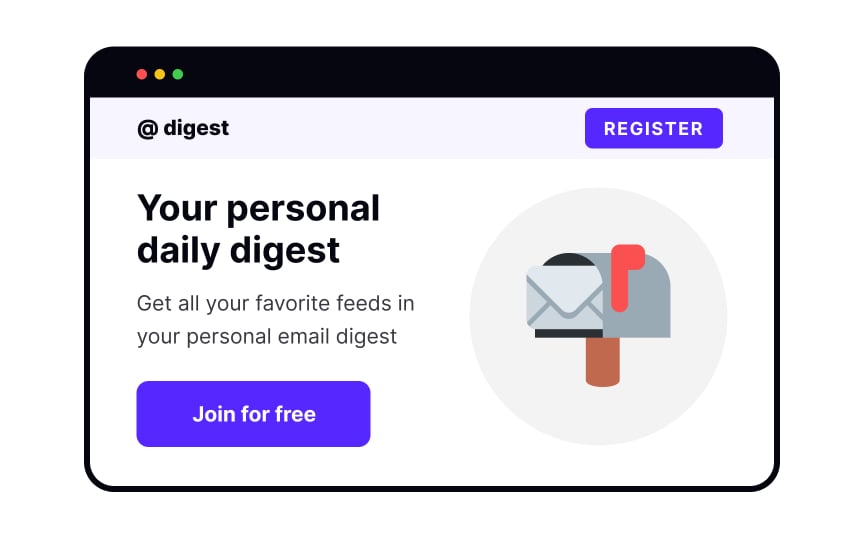 @ digest
REGISTER
Your personal
daily digest
Get all your favorite feeds in
your personal email digest
Join for free